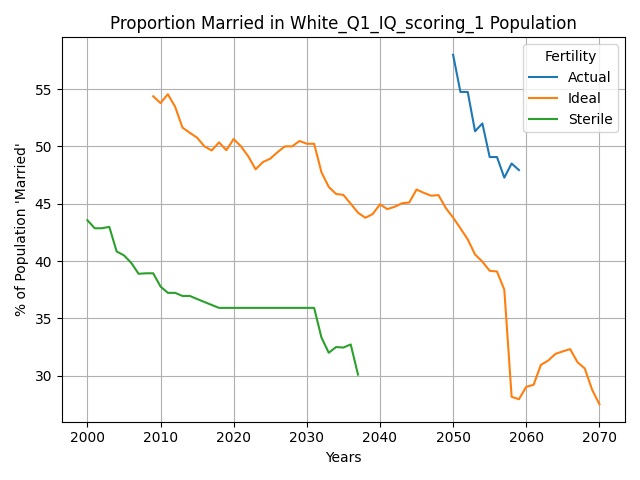 Proportion Married in White_Q1_IQ_scoring_1 Population
Fertility
Actual
Ideal
Sterile
% of Population 'Married'
55
50
45
40
35
30
2000 2010 2020 2030 2040 2050 2060 2070
Years